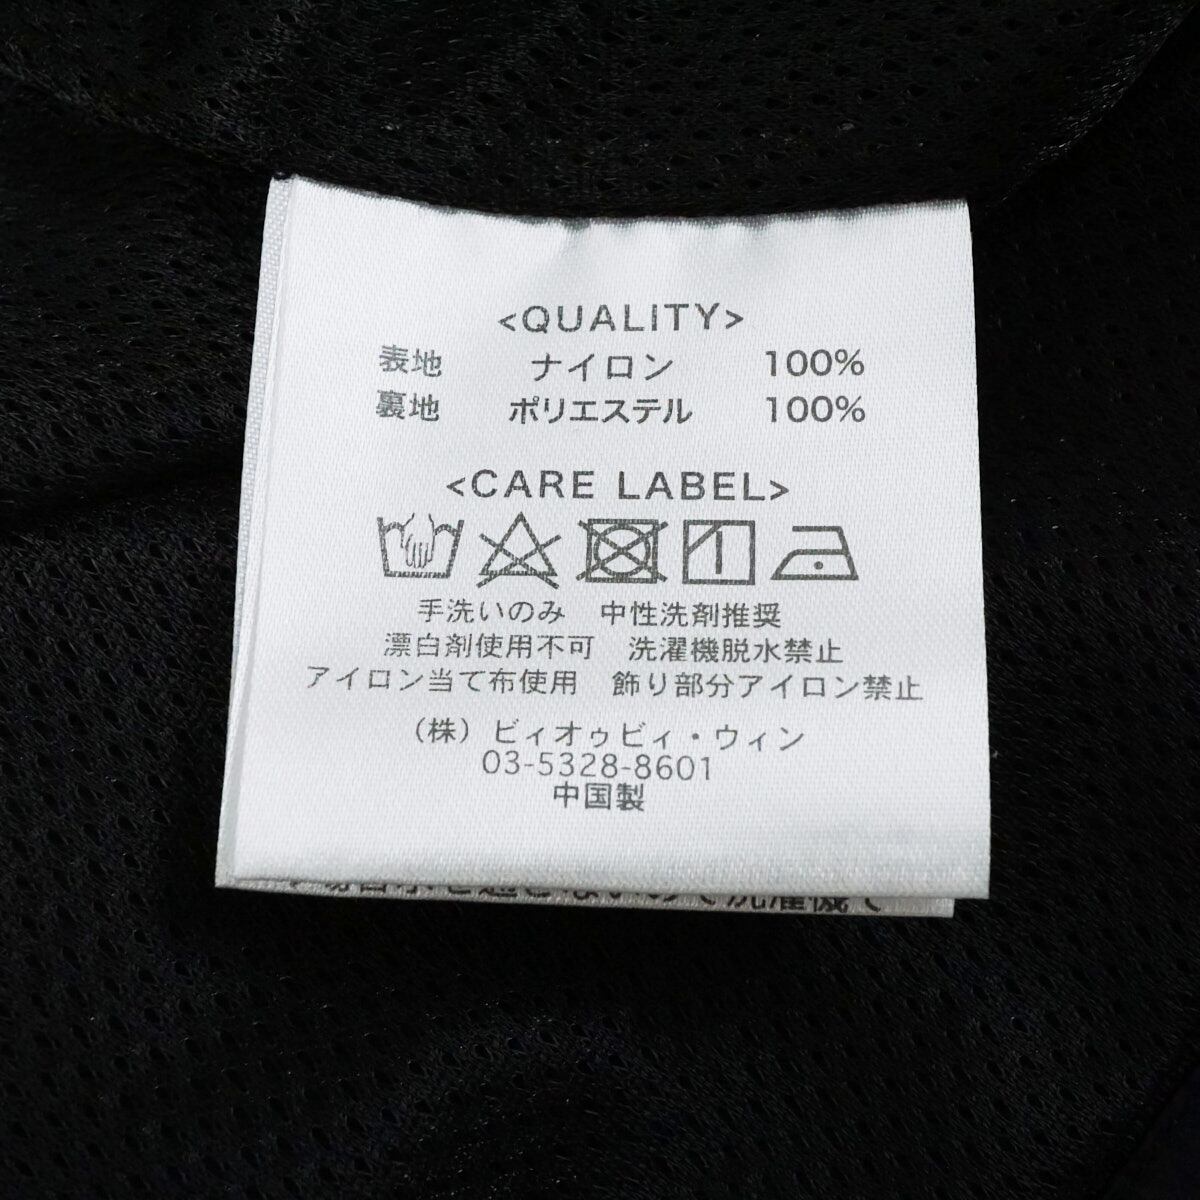 <QUALITY>
表地 ナイロン 100%
裏地 ポリエステル 100%
<CARE LABEL>
手洗いのみ 中性洗剤推奨
漂白剤使用不可 洗濯機脱水禁止
アイロン当て布使用 飾り部分アイロン禁止
(株)ビィオゥビィ・ウィン
03-5328-8601
中国製